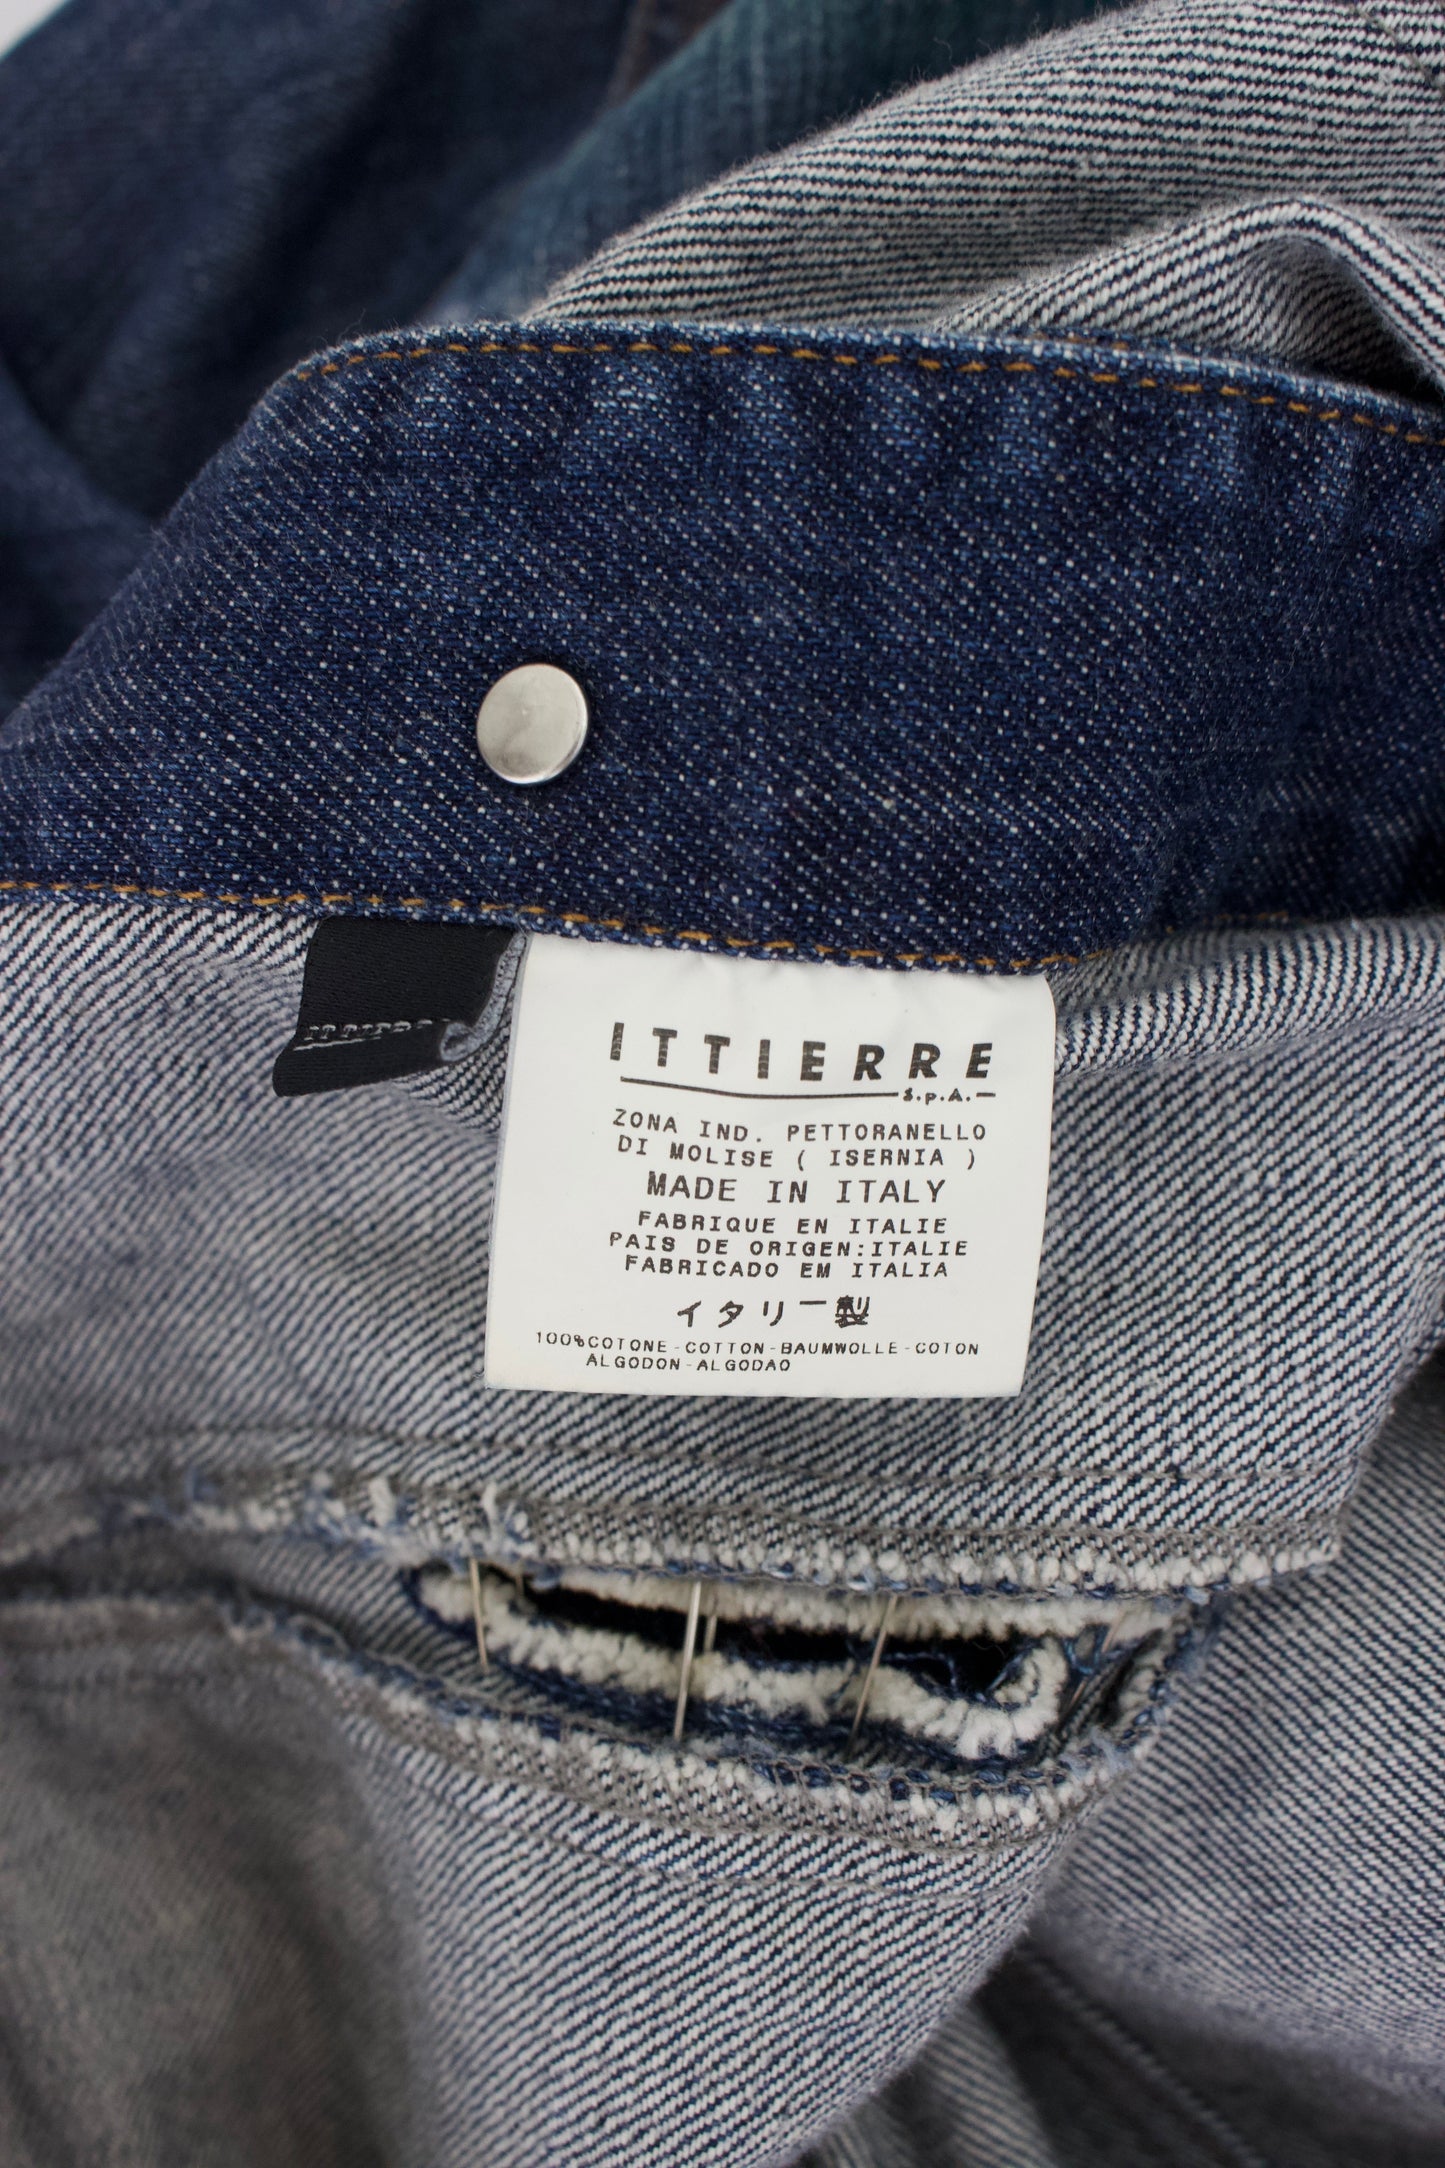 ITTIERRE
S.p.A.
ZONA IND. PETTORANELLO
DI MOLISE ( ISERNIA )
MADE IN ITALY
FABRIQUE EN ITALIE
PAIS DE ORIGEN:ITALIE
FABRICADO EM ITALIA
イタリー製
100%COTONE-COTTON-BAUMWOLLE-COTON
ALGODON-ALGODAO